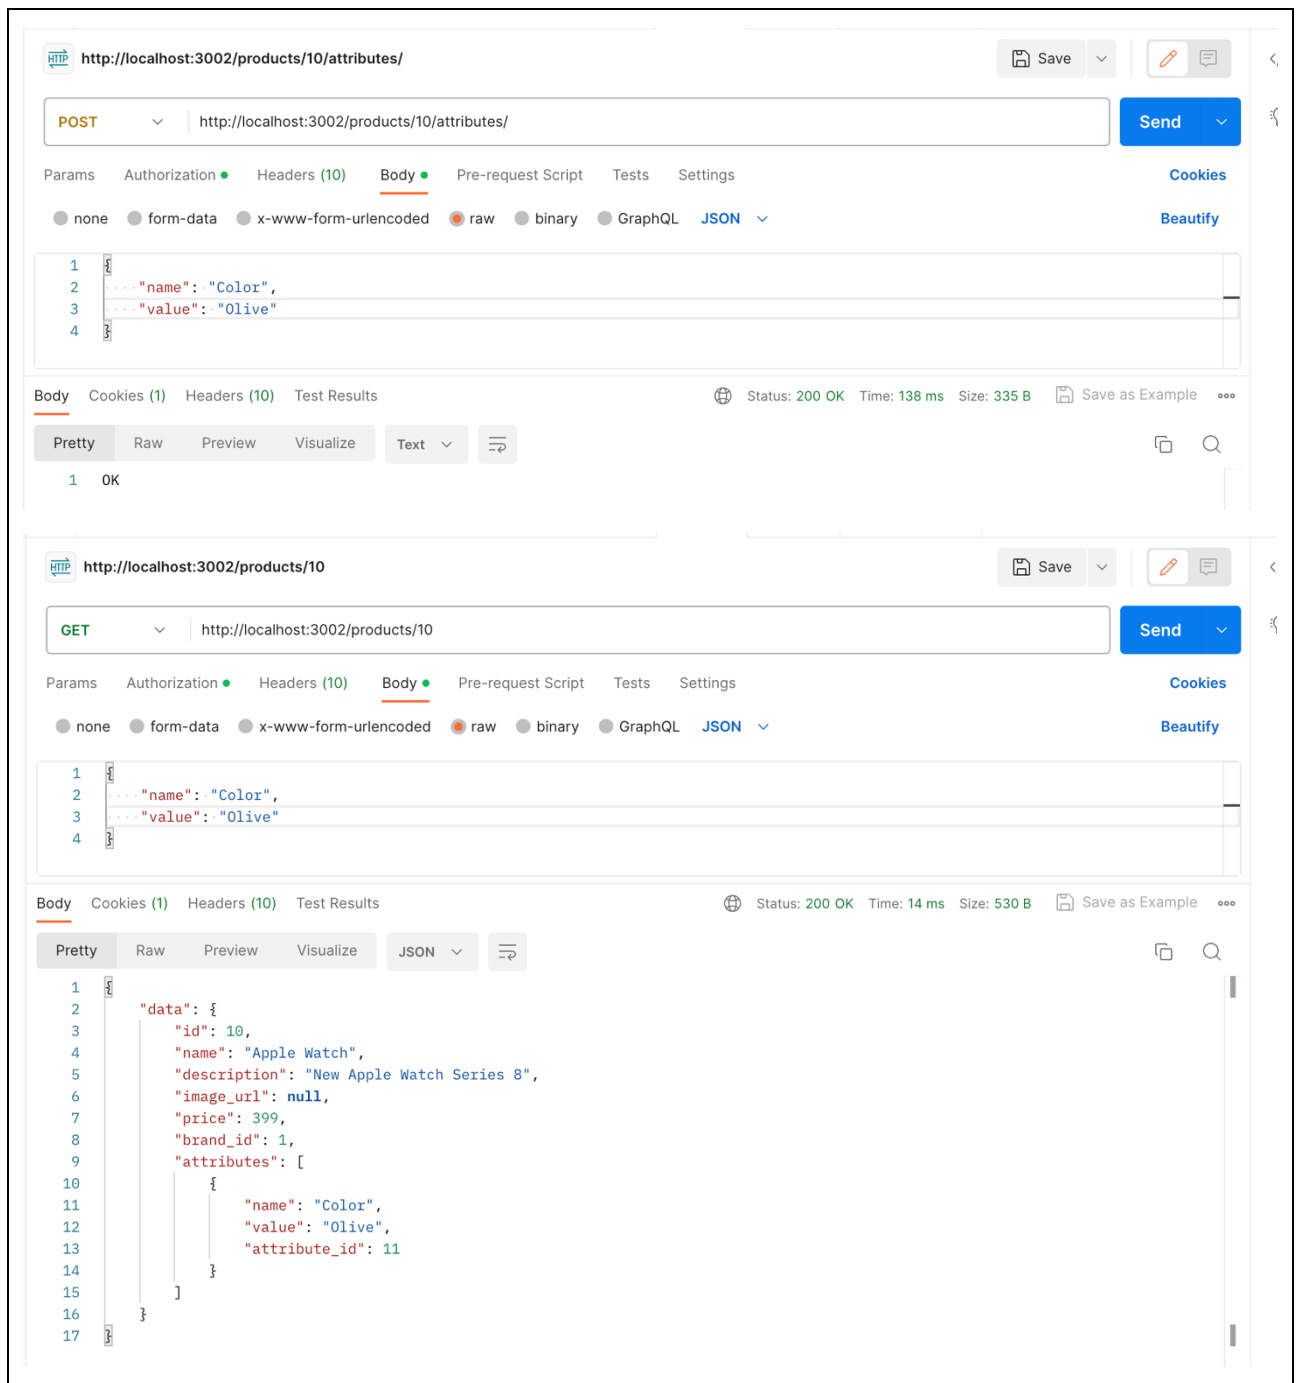 HTTP http://localhost:3002/products/10/attributes/ Save
POST http://localhost:3002/products/10/attributes/ Send
Params Authorization Headers (10) Body Pre-request Script Tests Settings Cookies
none form-data x-www-form-urlencoded raw binary GraphQL JSON Beautify
1 {
2 "name": "Color",
3 "value": "Olive"
4 }
Body Cookies (1) Headers (10) Test Results Status: 200 OK Time: 138 ms Size: 335 B Save as Example
Pretty Raw Preview Visualize Text
1 OK
HTTP http://localhost:3002/products/10 Save
GET http://localhost:3002/products/10 Send
Params Authorization Headers (10) Body Pre-request Script Tests Settings Cookies
none form-data x-www-form-urlencoded raw binary GraphQL JSON Beautify
1 {
2 "name": "Color",
3 "value": "Olive"
4 }
Body Cookies (1) Headers (10) Test Results Status: 200 OK Time: 14 ms Size: 530 B Save as Example
Pretty Raw Preview Visualize JSON
1 {
2 "data": {
3 "id": 10,
4 "name": "Apple Watch",
5 "description": "New Apple Watch Series 8",
6 "image_url": null,
7 "price": 399,
8 "brand_id": 1,
9 "attributes": [
10 {
11 "name": "Color",
12 "value": "Olive",
13 "attribute_id": 11
14 }
15 ]
16 }
17 }